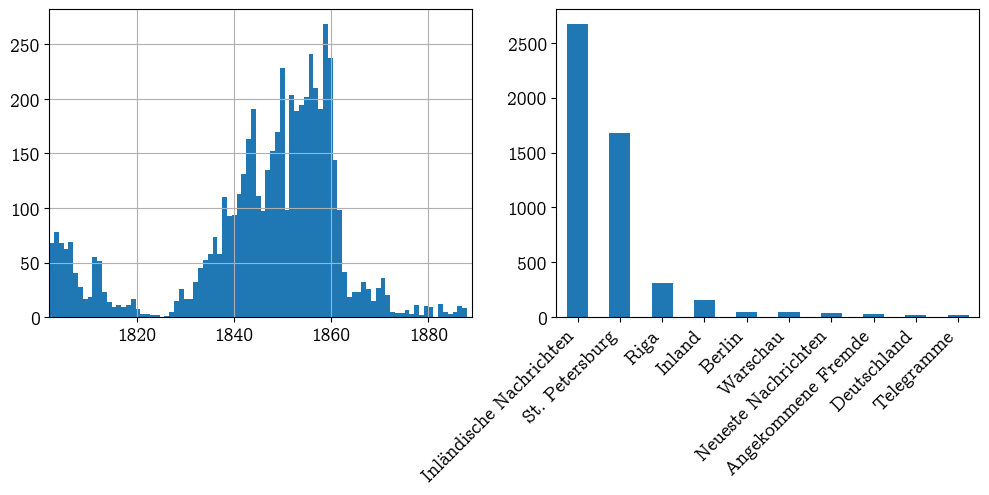 250
200
150
100
50
0
1820 1840 1860 1880
2500
2000
1500
1000
500
0
Inländische Nachrichten
St. Petersburg
Riga
Inland
Berlin
Warschau
Neueste Nachrichten
Angekommene Fremde
Deutschland
Telegramme